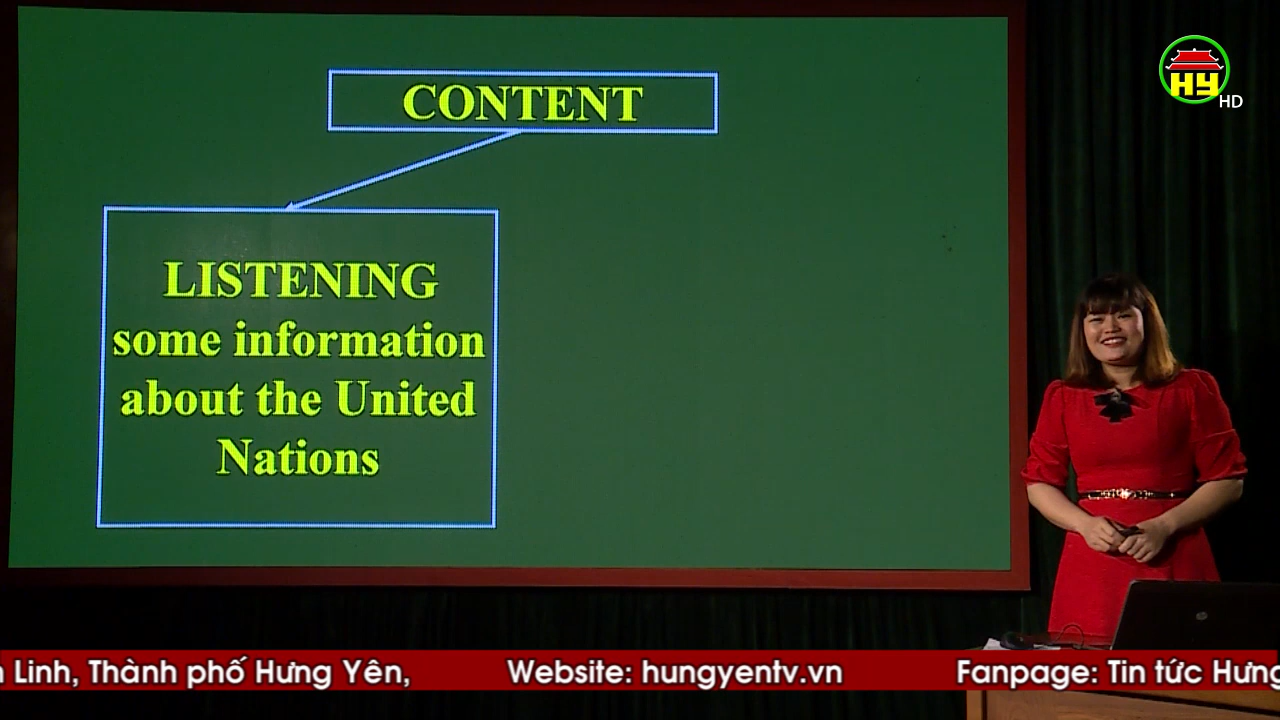 CONTENT
LISTENING
some information
about the United
Nations
HY
HD
Linh, Thành phố Hưng Yên, Website: hungyentv.vn Fanpage: Tin tức Hưng